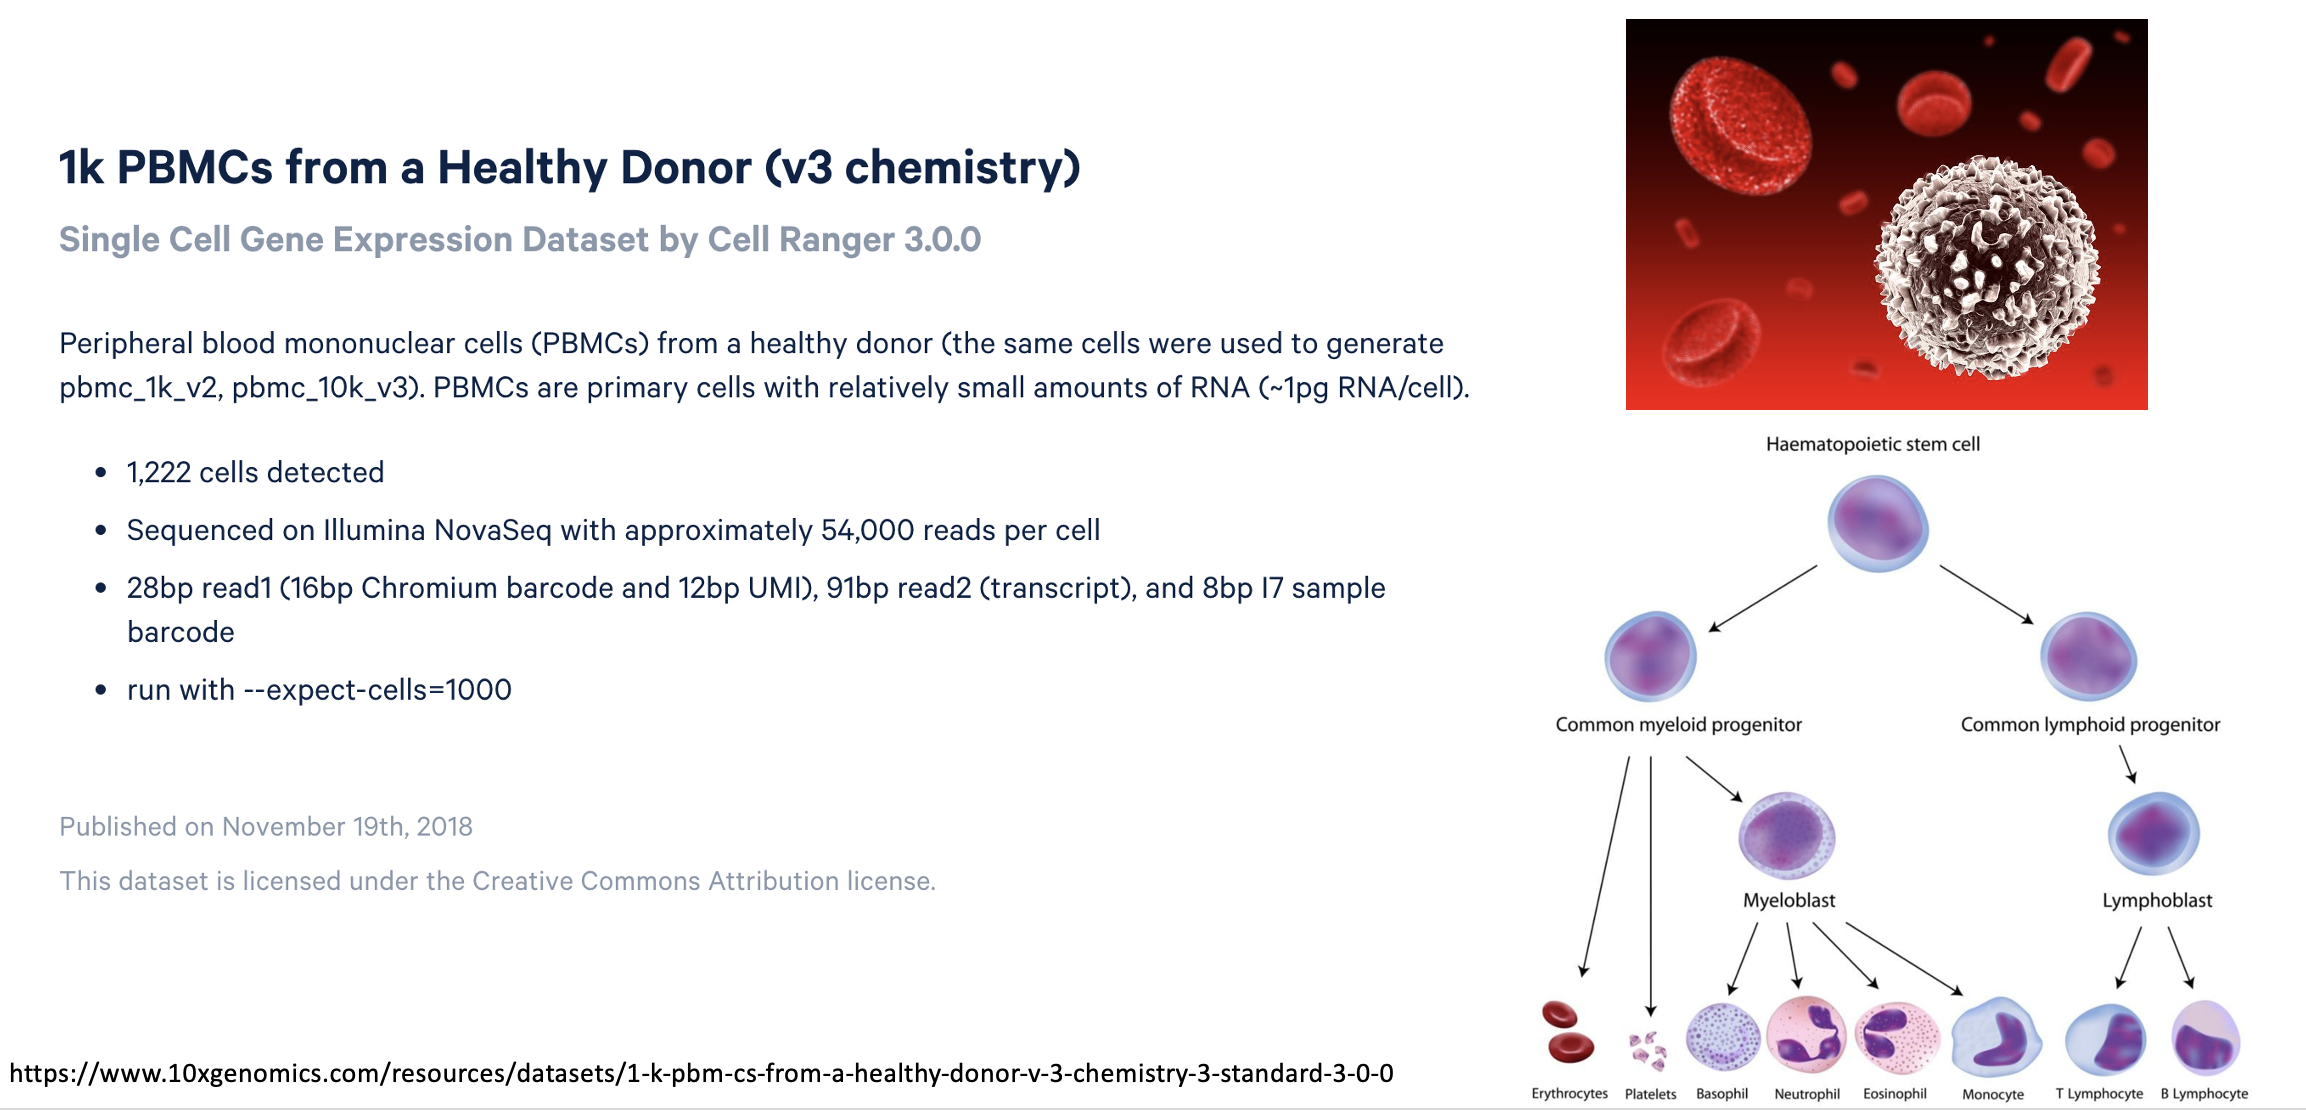 1k PBMCs from a Healthy Donor (v3 chemistry)
Single Cell Gene Expression Dataset by Cell Ranger 3.0.0
Peripheral blood mononuclear cells (PBMCs) from a healthy donor (the same cells were used to generate
pbmc_1k_v2, pbmc_10k_v3). PBMCs are primary cells with relatively small amounts of RNA (~1pg RNA/cell).
• 1,222 cells detected
• Sequenced on Illumina NovaSeq with approximately 54,000 reads per cell
• 28bp read1 (16bp Chromium barcode and 12bp UMI), 91bp read2 (transcript), and 8bp I7 sample
barcode
• run with --expect-cells=1000
Published on November 19th, 2018
This dataset is licensed under the Creative Commons Attribution license.
https://www.10xgenomics.com/resources/datasets/1-k-pbm-cs-from-a-healthy-donor-v-3-chemistry-3-standard-3-0-0
Haematopoietic stem cell
Common myeloid progenitor
Common lymphoid progenitor
Myeloblast
Lymphoblast
Erythrocytes
Platelets
Basophil
Neutrophil
Eosinophil
Monocyte
T Lymphocyte
B Lymphocyte